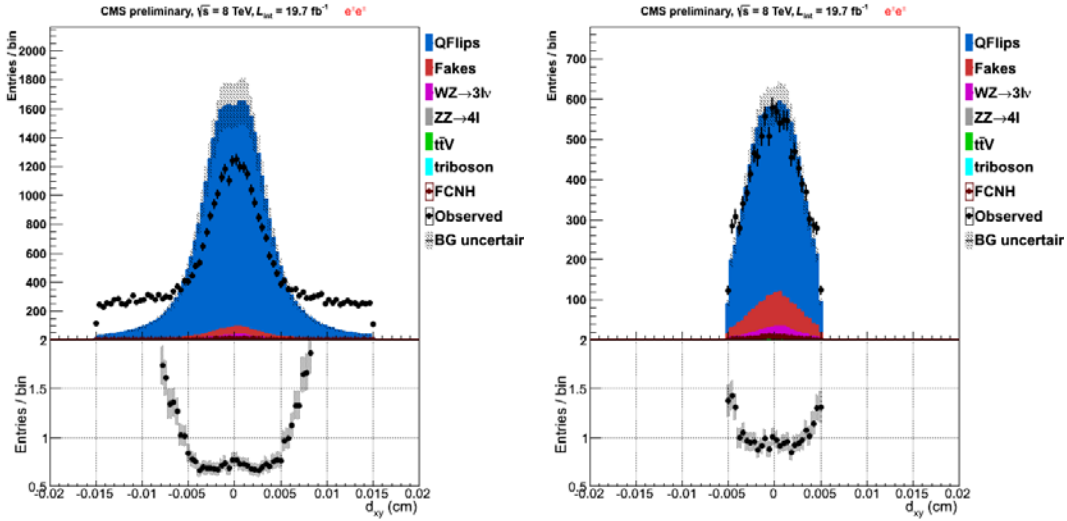 CMS preliminary, √s = 8 TeV, L_int = 19.7 fb⁻¹ e±e±
Entries / bin
2000
1800
1600
1400
1200
1000
800
600
400
200
QFlips
Fakes
WZ→3lν
ZZ→4l
tt̄V
triboson
FCNH
Observed
BG uncertain
Entries / bin
2
1.5
1
0.5
-0.02 -0.015 -0.01 -0.005 0 0.005 0.01 0.015 0.02
d_xy (cm)
CMS preliminary, √s = 8 TeV, L_int = 19.7 fb⁻¹ e±e±
Entries / bin
700
600
500
400
300
200
100
QFlips
Fakes
WZ→3lν
ZZ→4l
tt̄V
triboson
FCNH
Observed
BG uncertain
Entries / bin
2
1.5
1
0.5
-0.02 -0.015 -0.01 -0.005 0 0.005 0.01 0.015 0.02
d_xy (cm)